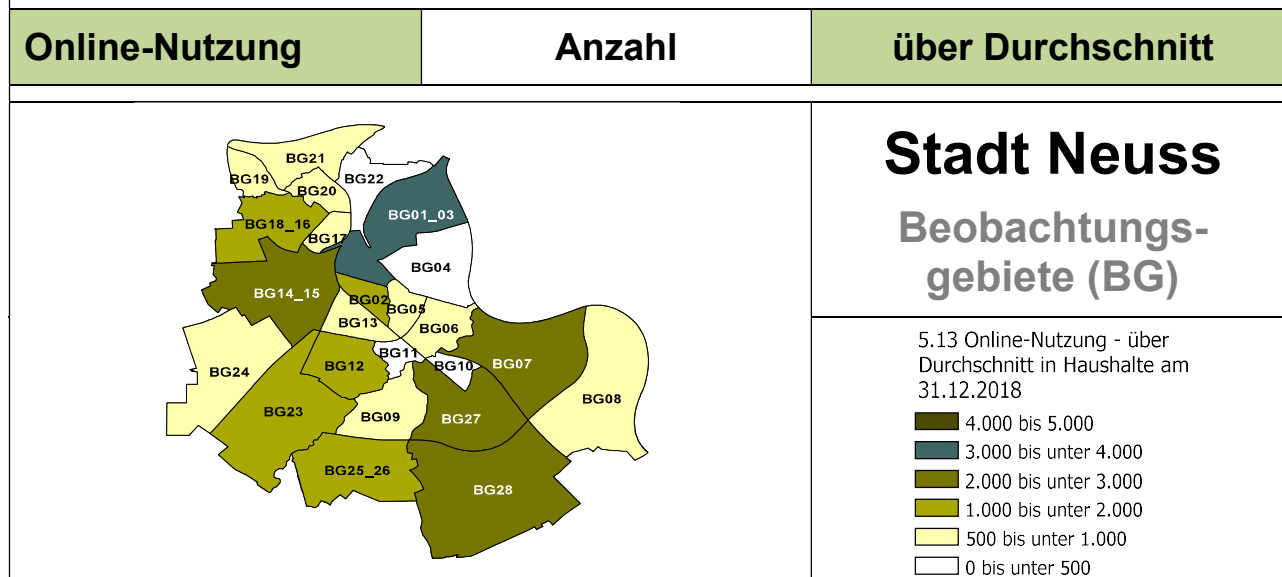 Online-Nutzung
Anzahl
über Durchschnitt
Stadt Neuss
Beobachtungs-
gebiete (BG)
BG21
BG19
BG20
BG22
BG01_03
BG18_16
BG17
BG04
BG14_15
BG02
BG05
BG13
BG06
BG11
BG10
BG12
BG07
BG24
BG08
BG23
BG09
BG27
BG25_26
BG28
5.13 Online-Nutzung - über
Durchschnitt in Haushalte am
31.12.2018
4.000 bis 5.000
3.000 bis unter 4.000
2.000 bis unter 3.000
1.000 bis unter 2.000
500 bis unter 1.000
0 bis unter 500